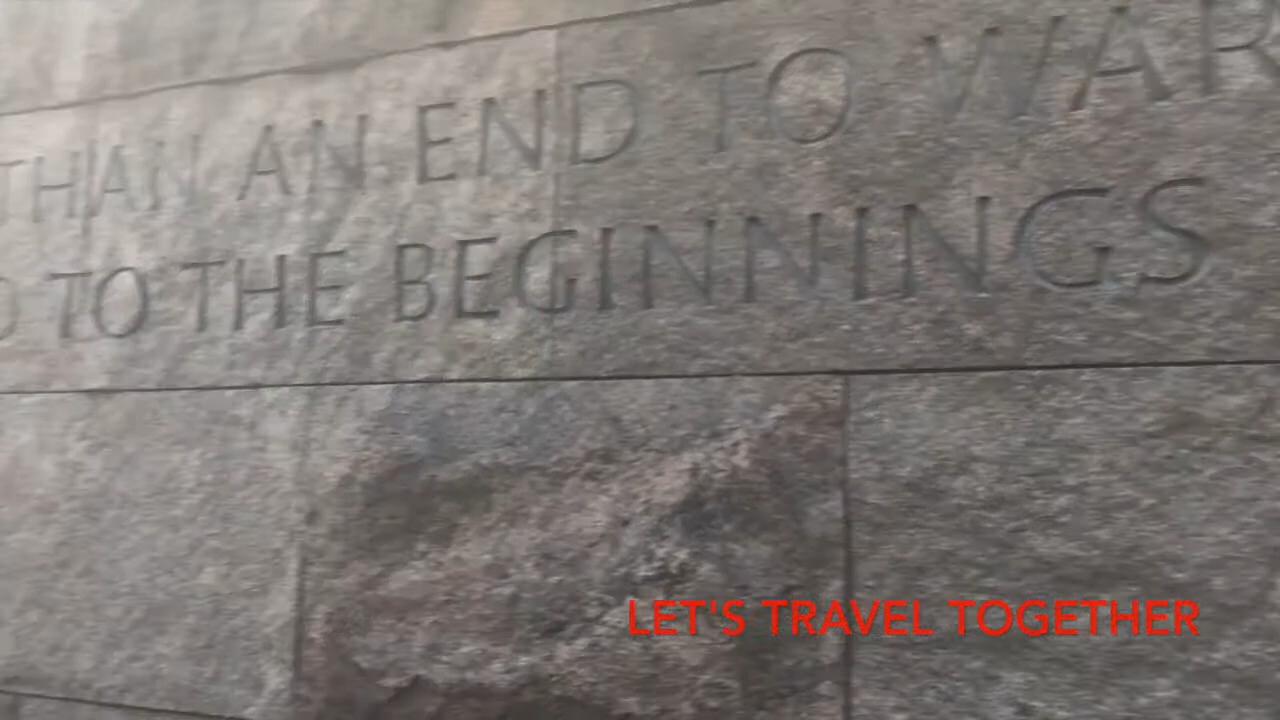 THAN AN END TO WAR
TO THE BEGINNINGS
LET'S TRAVEL TOGETHER